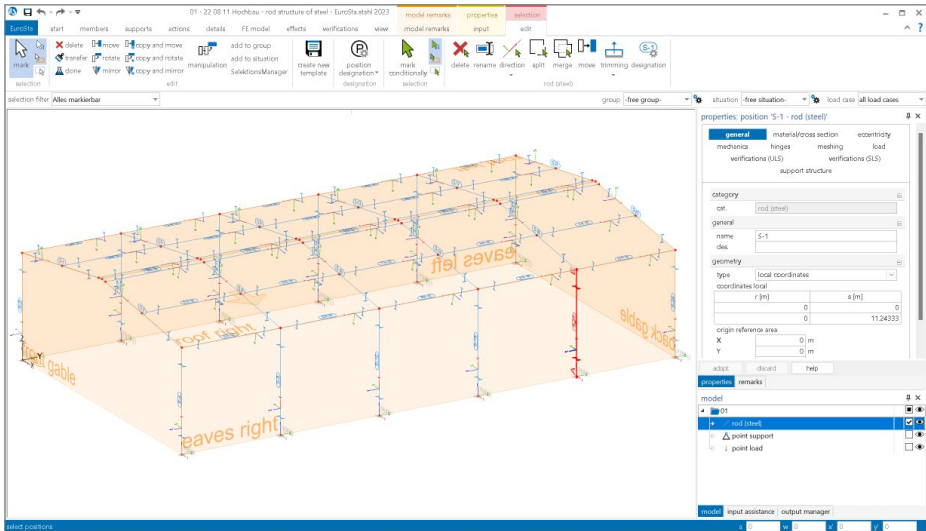 01 - 22 08 11 Hochbau - rod structure of steel - EuroSta.stahl 2023
model remarks properties selection
EuroSta start members supports actions details FE model effects verifications view model remarks input edit
mark
delete move copy and move
transfer rotate copy and rotate
done mirror copy and mirror
manipulation
add to group
add to situation
SelektionsManager
create new template
position designation
mark conditionally
delete rename direction split merge move trimming designation
selection edit designation selection rod (steel)
selection filter Alles markierbar group -free group- situation -free situation- load case all load cases
properties: position 'S-1 - rod (steel)'
general material/cross section eccentricity
mechanics hinges meshing load
verifications (ULS) verifications (SLS)
support structure
category
cat. rod (steel)
general
name S-1
des.
geometry
type local coordinates
coordinates local
r [m] s [m]
0 0
0 11.24333
origin reference area
X 0 m
Y 0 m
adopt discard help
properties remarks
model
01
rod (steel)
point support
point load
model input assistance output manager
eaves left
roof right
back gable
gable
eaves right
select positions